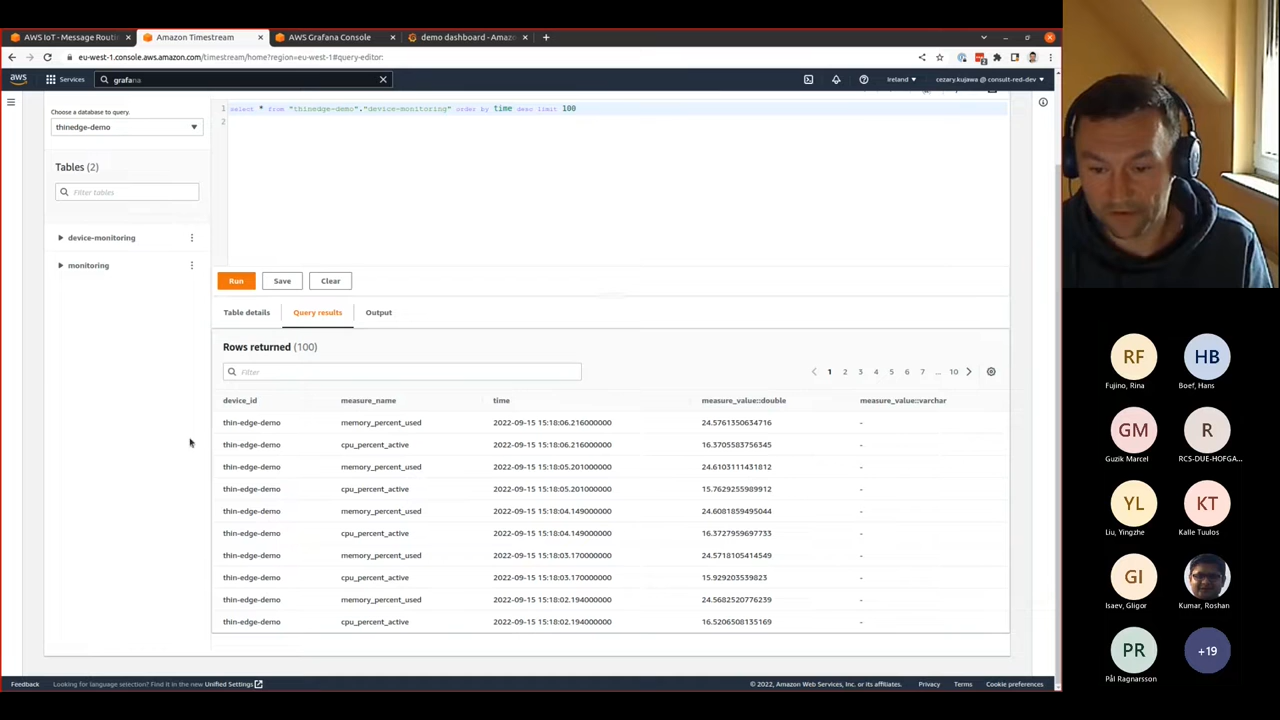 AWS IoT - Message Routi
Amazon Timestream
AWS Grafana Console
demo dashboard - Amazo
eu-west-1.console.aws.amazon.com/timestream/home?region=eu-west-1#query-editor:
aws
Services
grafana
Ireland
cezary.kujawa @ consult-red-dev
Choose a database to query.
thinedge-demo
Tables (2)
Filter tables
device-monitoring
monitoring
1 select * from "thinedge-demo"."device-monitoring" order by time desc limit 100
2
Run
Save
Clear
Table details
Query results
Output
Rows returned (100)
Filter
1 2 3 4 5 6 7 ... 10
device_id measure_name time measure_value::double measure_value::varchar
thin-edge-demo memory_percent_used 2022-09-15 15:18:06.216000000 24.5761350634716 -
thin-edge-demo cpu_percent_active 2022-09-15 15:18:06.216000000 16.3705583756345 -
thin-edge-demo memory_percent_used 2022-09-15 15:18:05.201000000 24.6103111431812 -
thin-edge-demo cpu_percent_active 2022-09-15 15:18:05.201000000 15.7629255989912 -
thin-edge-demo memory_percent_used 2022-09-15 15:18:04.149000000 24.6081859495044 -
thin-edge-demo cpu_percent_active 2022-09-15 15:18:04.149000000 16.3727959697733 -
thin-edge-demo memory_percent_used 2022-09-15 15:18:03.170000000 24.5718105414549 -
thin-edge-demo cpu_percent_active 2022-09-15 15:18:03.170000000 15.929203539823 -
thin-edge-demo memory_percent_used 2022-09-15 15:18:02.194000000 24.5682520776239 -
thin-edge-demo cpu_percent_active 2022-09-15 15:18:02.194000000 16.5206508135169 -
Feedback
Looking for language selection? Find it in the new Unified Settings
© 2022, Amazon Web Services, Inc. or its affiliates.
Privacy
Terms
Cookie preferences
RF
Fujino, Rina
HB
Boef, Hans
GM
Guzik Marcel
R
RCS-DUE-HOFGA...
YL
Liu, Yingzhe
KT
Kalle Tuulos
GI
Isaev, Gligor
Kumar, Roshan
PR
Pål Ragnarsson
+19